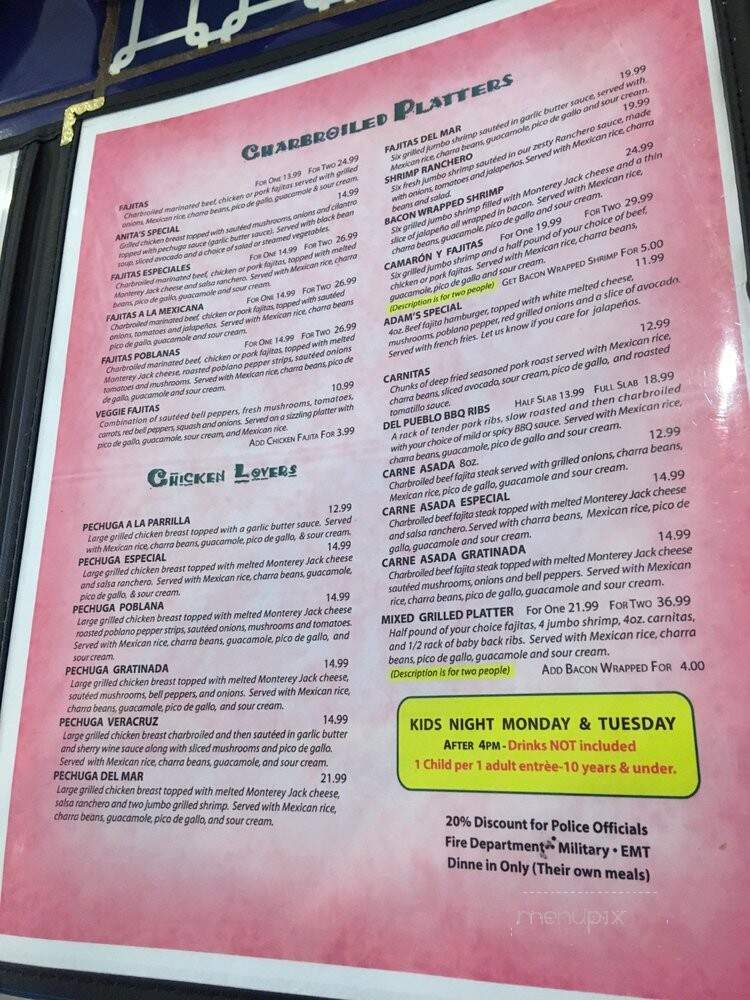 CHARBROILED PLATTERS
FAJITAS FOR ONE 13.99 FOR TWO 24.99
Charbroiled marinated beef, chicken or pork fajitas served with grilled
onions, Mexican rice, charra beans, pico de gallo, guacamole & sour cream.
ANITA'S SPECIAL 14.99
Grilled chicken breast topped with sautéed mushrooms, onions and cilantro
topped with pechuga sauce (garlic butter sauce). Served with black bean
soup, sliced avocado and a choice of salad or steamed vegetables.
FAJITAS ESPECIALES FOR ONE 14.99 FOR TWO 26.99
Charbroiled marinated beef, chicken or pork fajitas, topped with melted
Monterey Jack cheese and salsa ranchero. Served with Mexican rice, charra
beans, pico de gallo, guacamole and sour cream.
FAJITAS A LA MEXICANA FOR ONE 14.99 FOR TWO 26.99
Charbroiled marinated beef, chicken or pork fajitas, topped with sautéed
onions, tomatoes and jalapeños. Served with Mexican rice, charra beans
pico de gallo, guacamole and sour cream.
FAJITAS POBLANAS FOR ONE 14.99 FOR TWO 26.99
Charbroiled marinated beef, chicken or pork fajitas, topped with melted
Monterey Jack cheese, roasted poblano pepper strips, sautéed onions
tomatoes and mushrooms. Served with Mexican rice, charra beans, pico de
gallo, guacamole and sour cream.
VEGGIE FAJITAS 10.99
Combination of sautéed bell peppers, fresh mushrooms, tomatoes,
carrots, red bell peppers, squash and onions. Served on a sizzling platter with
pico de gallo, guacamole, sour cream, and Mexican rice.
ADD CHICKEN FAJITA FOR 3.99
CHICKEN LOVERS
PECHUGA A LA PARRILLA 12.99
Large grilled chicken breast topped with a garlic butter sauce. Served
with Mexican rice, charra beans, guacamole, pico de gallo, & sour cream.
PECHUGA ESPECIAL 14.99
Large grilled chicken breast topped with melted Monterey Jack cheese
and salsa ranchero. Served with Mexican rice, charra beans, guacamole,
pico de gallo, & sour cream.
PECHUGA POBLANA 14.99
Large grilled chicken breast topped with melted Monterey Jack cheese
roasted poblano pepper strips, sautéed onions, mushrooms and tomatoes.
Served with Mexican rice, charra beans, guacamole, pico de gallo, and
sour cream.
PECHUGA GRATINADA 14.99
Large grilled chicken breast topped with melted Monterey Jack cheese,
sautéed mushrooms, bell peppers, and onions. Served with Mexican rice,
charra beans, guacamole, pico de gallo, and sour cream.
PECHUGA VERACRUZ 14.99
Large grilled chicken breast charbroiled and then sautéed in garlic butter
and sherry wine sauce along with sliced mushrooms and pico de gallo.
Served with Mexican rice, charra beans, guacamole, and sour cream.
PECHUGA DEL MAR 21.99
Large grilled chicken breast topped with melted Monterey Jack cheese,
salsa ranchero and two jumbo grilled shrimp. Served with Mexican rice,
charra beans, guacamole, pico de gallo, and sour cream.
FAJITAS DEL MAR 19.99
Six grilled jumbo shrimp sautéed in garlic butter sauce, served with
Mexican rice, charra beans, guacamole, pico de gallo and sour cream.
SHRIMP RANCHERO 19.99
Six fresh jumbo shrimp sautéed in our zesty Ranchero sauce, made
with onions, tomatoes and jalapeños. Served with Mexican rice, charra
beans and salad.
BACON WRAPPED SHRIMP 24.99
Six grilled jumbo shrimp filled with Monterey Jack cheese and a thin
slice of jalapeño all wrapped in bacon. Served with Mexican rice,
charra beans, guacamole, pico de gallo and sour cream.
CAMARÓN Y FAJITAS FOR ONE 19.99 FOR TWO 29.99
Six grilled jumbo shrimp and a half pound of your choice of beef,
chicken or pork fajitas. Served with Mexican rice, charra beans,
guacamole, pico de gallo and sour cream.
(Description is for two people) GET BACON WRAPPED SHRIMP FOR 5.00
ADAM'S SPECIAL 11.99
4oz. Beef fajita hamburger, topped with white melted cheese,
mushrooms, poblano pepper, red grilled onions and a slice of avocado.
Served with french fries. Let us know if you care for jalapeños.
CARNITAS 12.99
Chunks of deep fried seasoned pork roast served with Mexican rice,
charra beans, sliced avocado, sour cream, pico de gallo, and roasted
tomatillo sauce.
DEL PUEBLO BBQ RIBS HALF SLAB 13.99 FULL SLAB 18.99
A rack of tender pork ribs, slow roasted and then charbroiled
with your choice of mild or spicy BBQ sauce. Served with Mexican rice,
charra beans, guacamole, pico de gallo and sour cream.
CARNE ASADA 8oz. 12.99
Charbroiled beef fajita steak served with grilled onions, charra beans,
Mexican rice, pico de gallo, guacamole and sour cream.
CARNE ASADA ESPECIAL 14.99
Charbroiled beef fajita steak topped with melted Monterey Jack cheese
and salsa ranchero. Served with charra beans, Mexican rice, pico de
gallo, guacamole and sour cream.
CARNE ASADA GRATINADA 14.99
Charbroiled beef fajita steak topped with melted Monterey Jack cheese
sautéed mushrooms, onions and bell peppers. Served with Mexican
rice, charra beans, pico de gallo, guacamole and sour cream.
MIXED GRILLED PLATTER FOR ONE 21.99 FOR TWO 36.99
Half pound of your choice fajitas, 4 jumbo shrimp, 4oz. carnitas,
and 1/2 rack of baby back ribs. Served with Mexican rice, charra
beans, pico de gallo, guacamole and sour cream.
(Description is for two people) ADD BACON WRAPPED FOR 4.00
KIDS NIGHT MONDAY & TUESDAY
AFTER 4PM - Drinks NOT included
1 Child per 1 adult entrèe-10 years & under.
20% Discount for Police Officials
Fire Department • Military • EMT
Dinne in Only (Their own meals)
menupix